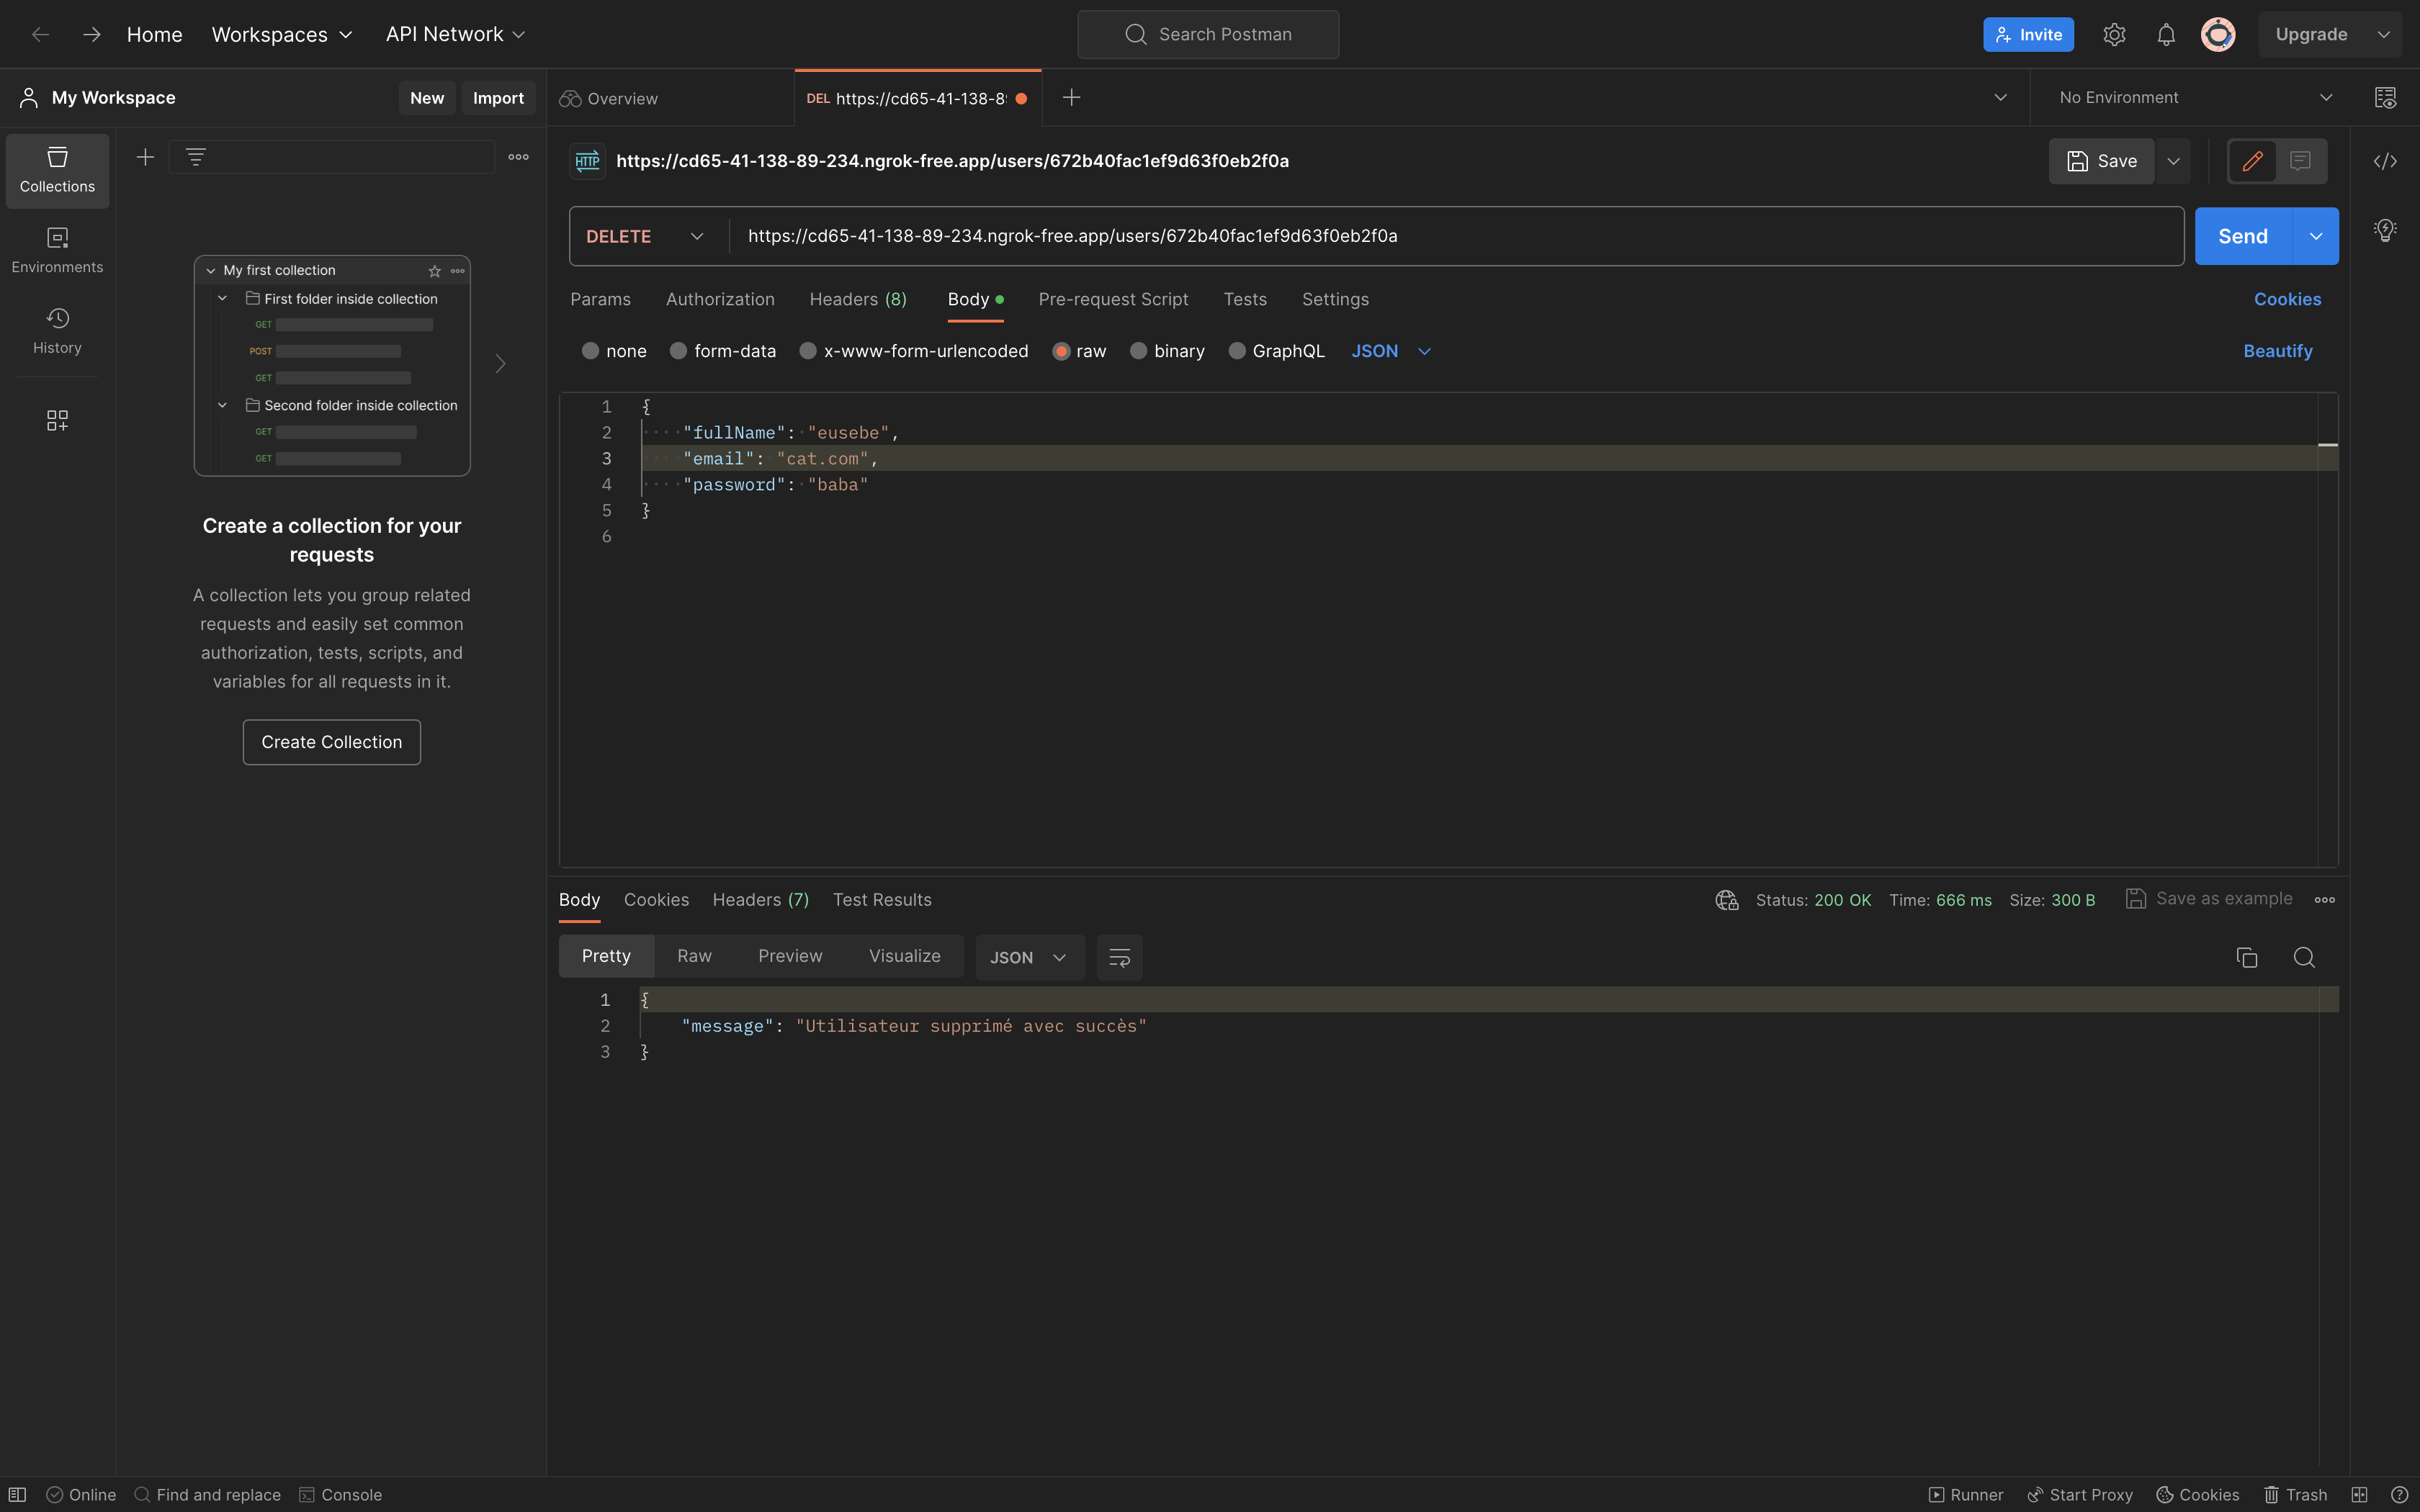 Home Workspaces API Network Search Postman Invite Upgrade
My Workspace New Import Overview DEL https://cd65-41-138-8 No Environment
Collections
Environments
History
My first collection
First folder inside collection
GET
POST
GET
Second folder inside collection
GET
GET
Create a collection for your
requests
A collection lets you group related
requests and easily set common
authorization, tests, scripts, and
variables for all requests in it.
Create Collection
HTTP https://cd65-41-138-89-234.ngrok-free.app/users/672b40fac1ef9d63f0eb2f0a Save
DELETE https://cd65-41-138-89-234.ngrok-free.app/users/672b40fac1ef9d63f0eb2f0a Send
Params Authorization Headers (8) Body Pre-request Script Tests Settings Cookies
none form-data x-www-form-urlencoded raw binary GraphQL JSON Beautify
1 {
2 "fullName": "eusebe",
3 "email": "cat.com",
4 "password": "baba"
5 }
6
Body Cookies Headers (7) Test Results Status: 200 OK Time: 666 ms Size: 300 B Save as example
Pretty Raw Preview Visualize JSON
1 {
2 "message": "Utilisateur supprimé avec succès"
3 }
Online Find and replace Console Runner Start Proxy Cookies Trash